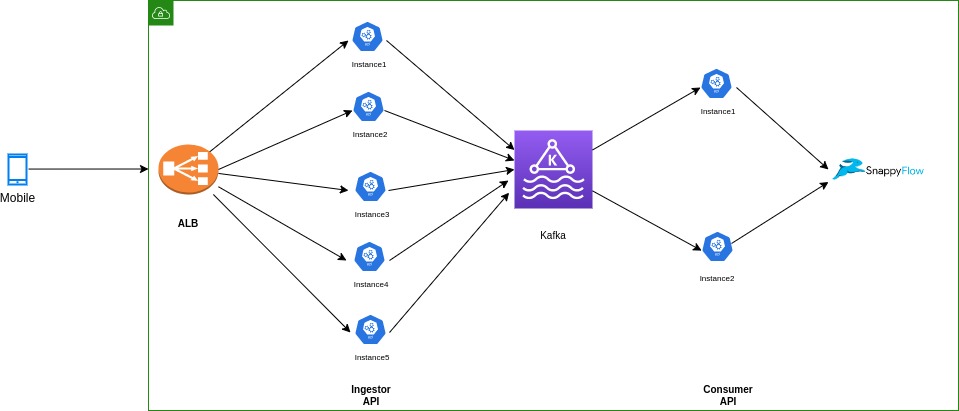 Mobile
ALB
Instance1
Instance2
Instance3
Instance4
Instance5
Ingestor
API
K
Kafka
Instance1
Instance2
Consumer
API
SnappyFlow